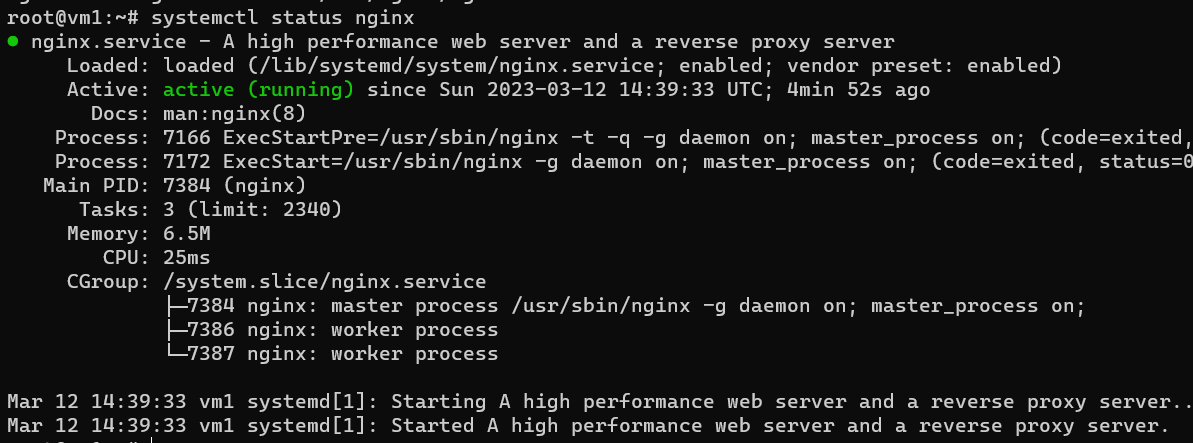 root@vm1:~# systemctl status nginx
● nginx.service - A high performance web server and a reverse proxy server
     Loaded: loaded (/lib/systemd/system/nginx.service; enabled; vendor preset: enabled)
     Active: active (running) since Sun 2023-03-12 14:39:33 UTC; 4min 52s ago
       Docs: man:nginx(8)
    Process: 7166 ExecStartPre=/usr/sbin/nginx -t -q -g daemon on; master_process on; (code=exited,
    Process: 7172 ExecStart=/usr/sbin/nginx -g daemon on; master_process on; (code=exited, status=0
   Main PID: 7384 (nginx)
      Tasks: 3 (limit: 2340)
     Memory: 6.5M
        CPU: 25ms
     CGroup: /system.slice/nginx.service
             ├─7384 nginx: master process /usr/sbin/nginx -g daemon on; master_process on;
             ├─7386 nginx: worker process
             └─7387 nginx: worker process
Mar 12 14:39:33 vm1 systemd[1]: Starting A high performance web server and a reverse proxy server..
Mar 12 14:39:33 vm1 systemd[1]: Started A high performance web server and a reverse proxy server.